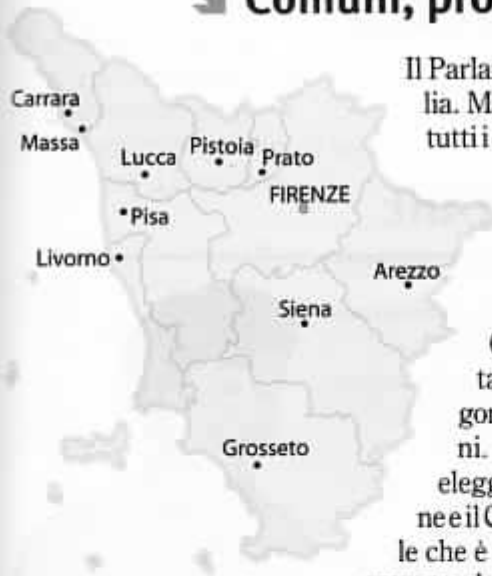 Comuni, pro
Il Parla
lia. M
tutti i
Carrara
Massa
Lucca
Pistoia
Prato
FIRENZE
Pisa
Livorno
Arezzo
Siena
Grosseto
ta
gor
ni.
elegg
ne e il C
le che è